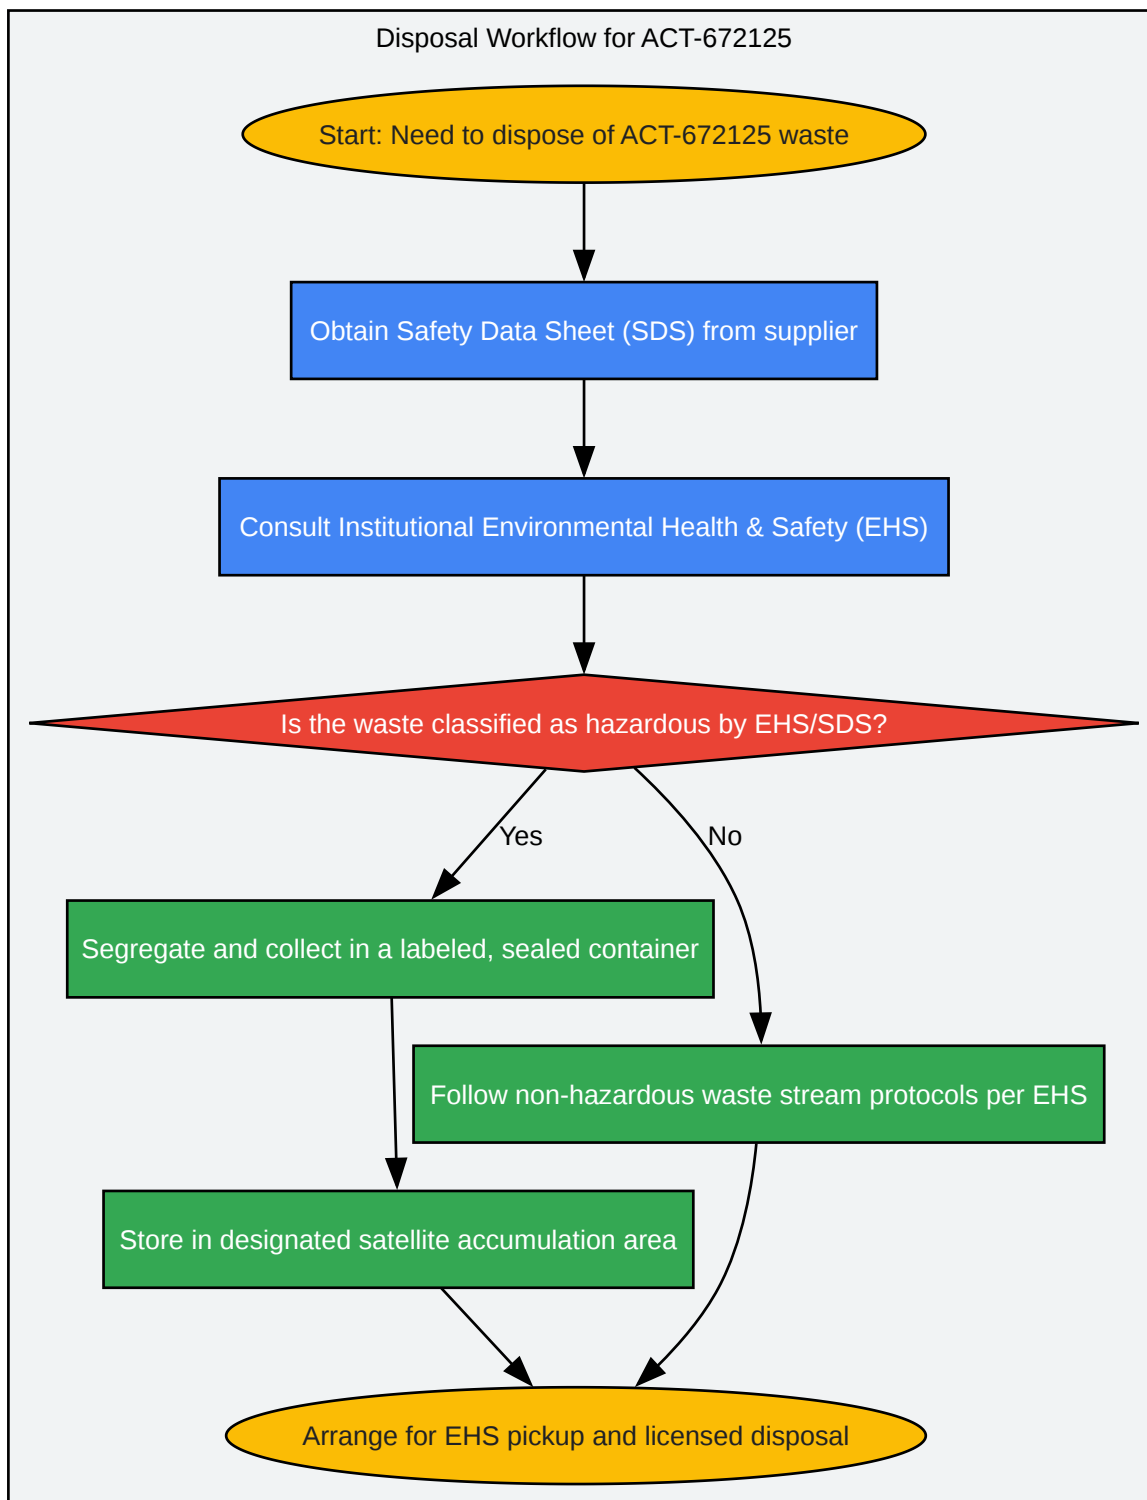 Disposal Workflow for ACT-672125
Start: Need to dispose of ACT-672125 waste
Obtain Safety Data Sheet (SDS) from supplier
Consult Institutional Environmental Health & Safety (EHS)
Is the waste classified as hazardous by EHS/SDS?
Yes
No
Segregate and collect in a labeled, sealed container
Follow non-hazardous waste stream protocols per EHS
Store in designated satellite accumulation area
Arrange for EHS pickup and licensed disposal